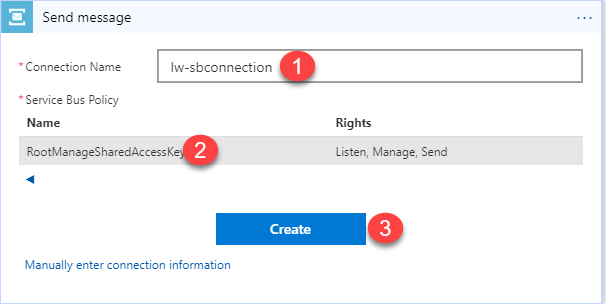 Send message
* Connection Name
lw-sbconnection 1
* Service Bus Policy
Name Rights
RootManageSharedAccessKey 2 Listen, Manage, Send
Create 3
Manually enter connection information